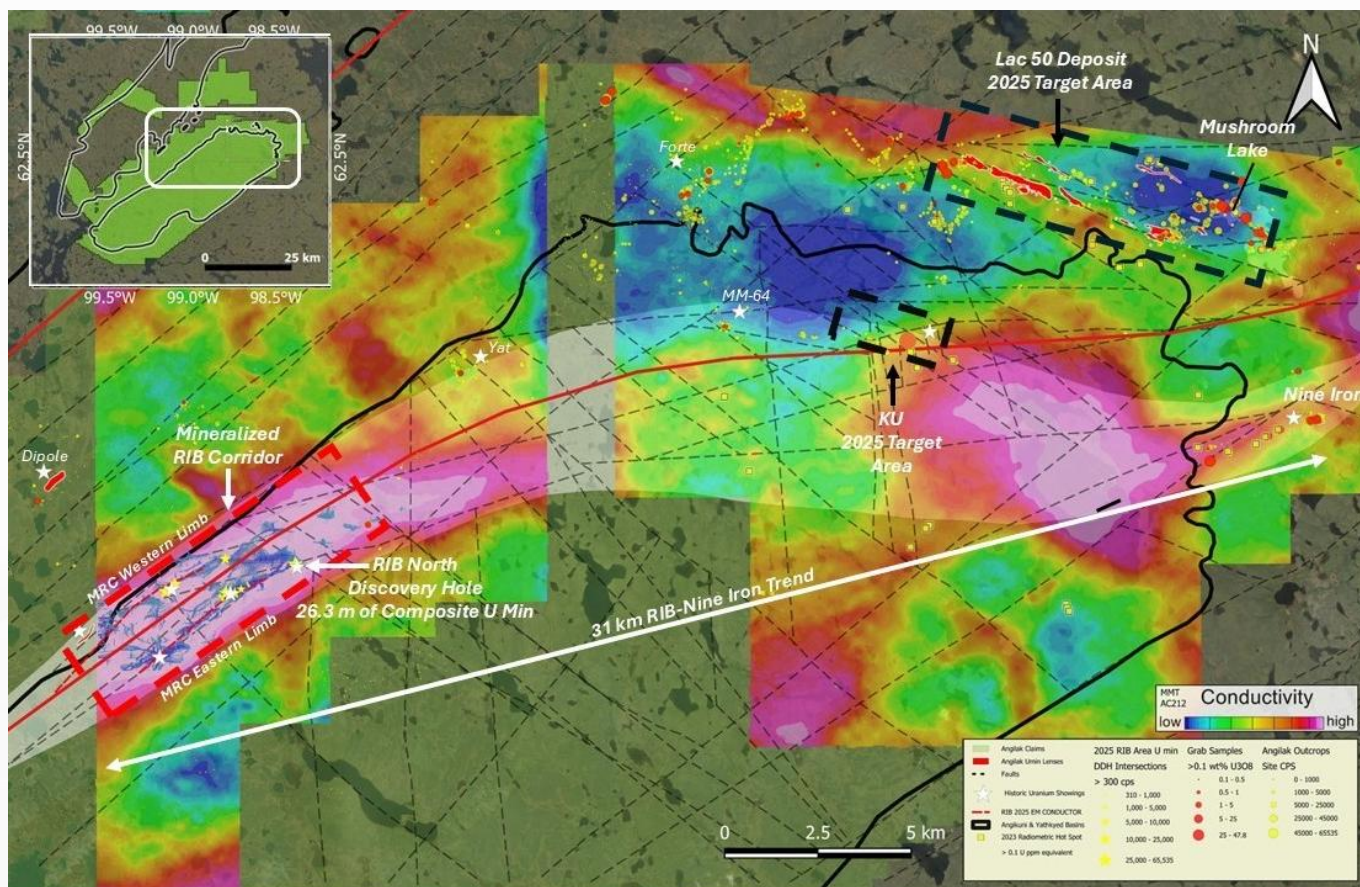 99.5°W 99.0°W 98.5°W
62.5°N
62.5°N
0 25 km
99.5°W 99.0°W 98.5°W
Lac 50 Deposit
2025 Target Area
N
Mushroom
Lake
Forte
MM-64
Yat
KU
2025 Target
Area
Nine Iron
Dipole
Mineralized
RIB Corridor
MRC Western Limb
RIB North
Discovery Hole
26.3 m of Composite U Min
MRC Eastern Limb
31 km RIB-Nine Iron Trend
0 2.5 5 km
MMT
AC212
Conductivity
low high
Angilak Claims
Angilak Umin Lenses
Faults
Historic Uranium Showings
RIB 2025 EM CONDUCTOR
Angikuni & Yathkyed Basins
2023 Radiometric Hot Spot
> 0.1 U ppm equivalent
2025 RIB Area U min
DDH Intersections
> 300 cps
310 - 1,000
1,000 - 5,000
5,000 - 10,000
10,000 - 25,000
25,000 - 65,535
Grab Samples
>0.1 wt% U3O8
0.1 - 0.5
0.5 - 1
1 - 5
5 - 25
25 - 47.8
Angilak Outcrops
Site CPS
0 - 1000
1000 - 5000
5000 - 25000
25000 - 45000
45000 - 65535